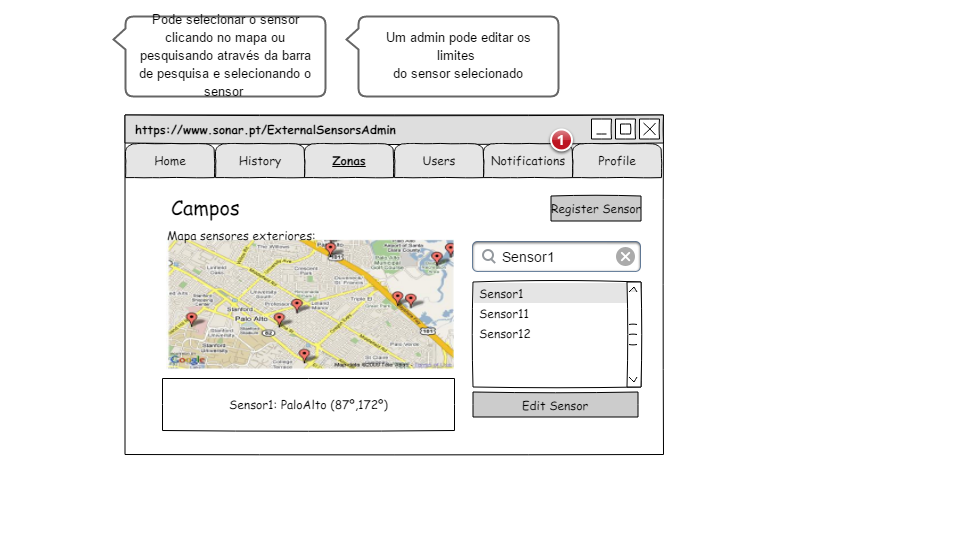 Pode selecionar o sensor
clicando no mapa ou
pesquisando através da barra
de pesquisa e selecionando o
sensor
Um admin pode editar os
limites
do sensor selecionado
https://www.sonar.pt/ExternalSensorsAdmin
1
Home
History
Zonas
Users
Notifications
Profile
Campos
Register Sensor
Mapa sensores exteriores:
Stanford
Palo Alto
Google
Sensor1
Sensor1
Sensor11
Sensor12
Sensor1: PaloAlto (87º,172º)
Edit Sensor